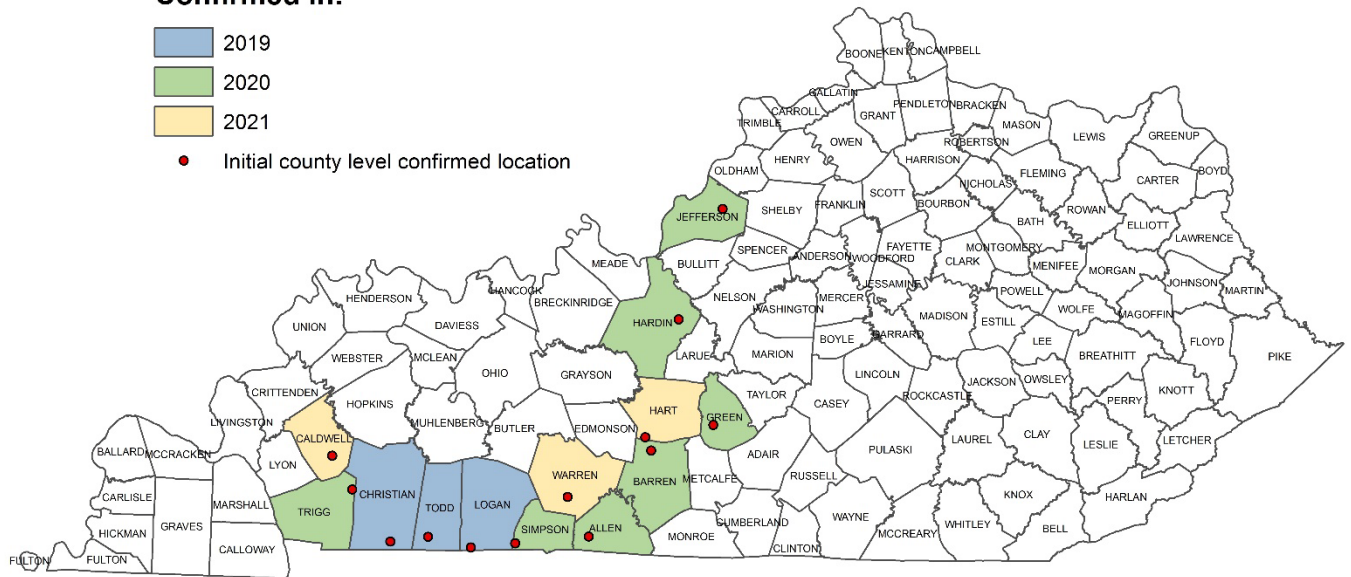 Confirmed in:
2019
2020
2021
Initial county level confirmed location
BOONE
KENTON
CAMPBELL
GALLATIN
PENDLETON
BRACKEN
CARROLL
GRANT
MASON
TRIMBLE
LEWIS
GREENUP
OWEN
ROBERTSON
HENRY
HARRISON
OLDHAM
FLEMING
BOYD
CARTER
NICHOLAS
SCOTT
FRANKLIN
BOURBON
ROWAN
SHELBY
JEFFERSON
BATH
ELLIOTT
LAWRENCE
FAYETTE
MONTGOMERY
SPENCER
ANDERSON
WOODFORD
CLARK
MEADE
BULLITT
MENIFEE
MORGAN
JOHNSON
JESSAMINE
HANCOCK
POWELL
MARTIN
HENDERSON
BRECKINRIDGE
NELSON
MERCER
WASHINGTON
WOLFE
MAGOFFIN
MADISON
ESTILL
UNION
DAVIESS
HARDIN
GARRARD
BOYLE
LEE
FLOYD
WEBSTER
MCLEAN
LARUE
MARION
BREATHITT
PIKE
OHIO
GRAYSON
LINCOLN
JACKSON
OWSLEY
CRITTENDEN
TAYLOR
ROCKCASTLE
KNOTT
HOPKINS
CASEY
PERRY
HART
GREEN
LIVINGSTON
MUHLENBERG
BUTLER
EDMONSON
CLAY
CALDWELL
LAUREL
LESLIE
LETCHER
BALLARD
MCCRACKEN
PULASKI
ADAIR
LYON
WARREN
RUSSELL
METCALFE
BARREN
CHRISTIAN
KNOX
HARLAN
CARLISLE
MARSHALL
LOGAN
TODD
TRIGG
WAYNE
CUMBERLAND
WHITLEY
GRAVES
ALLEN
SIMPSON
BELL
HICKMAN
MCCREARY
MONROE
CLINTON
CALLOWAY
FULTON
FULTON